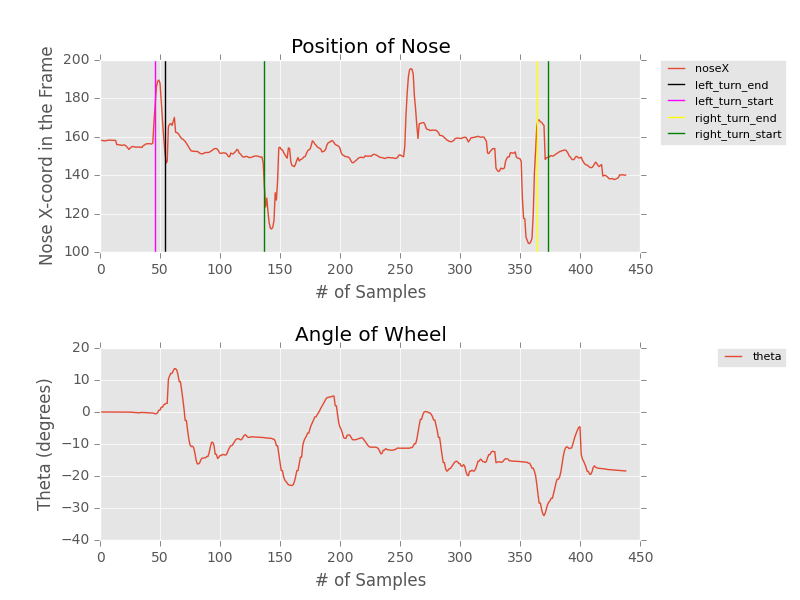 Position of Nose
Nose X-coord in the Frame
200
180
160
140
120
100
0 50 100 150 200 250 300 350 400 450
# of Samples
noseX
left_turn_end
left_turn_start
right_turn_end
right_turn_start
Angle of Wheel
Theta (degrees)
20
10
0
−10
−20
−30
−40
0 50 100 150 200 250 300 350 400 450
# of Samples
theta